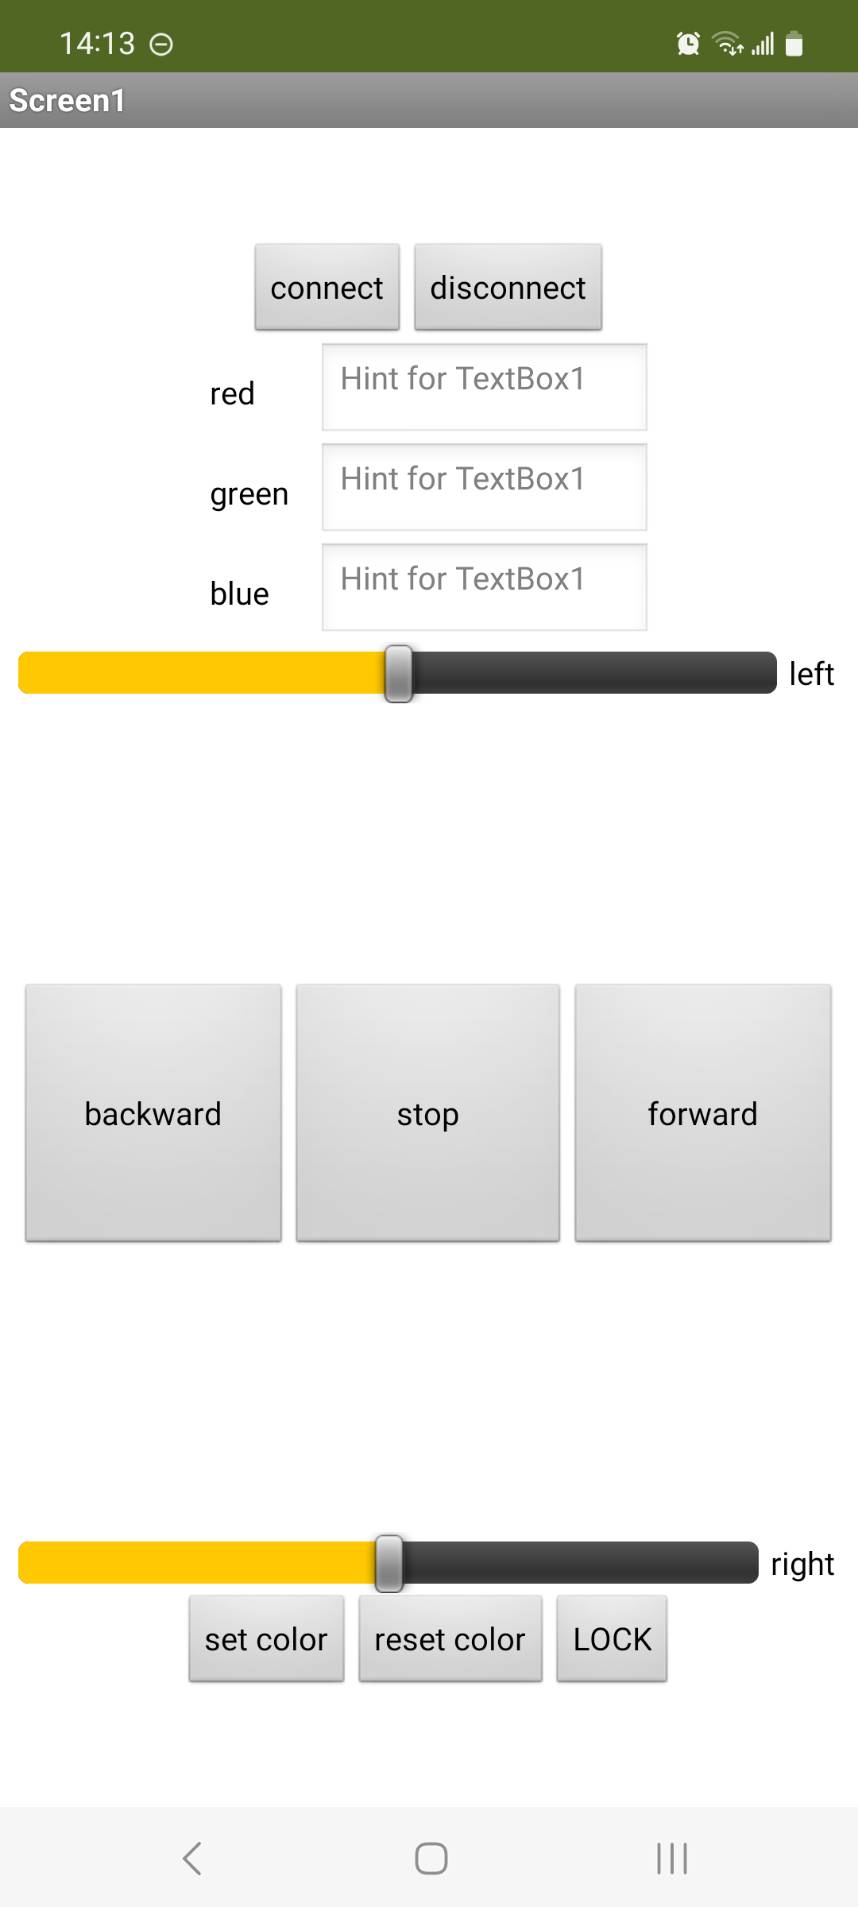 14:13
Screen1
connect disconnect
red Hint for TextBox1
green Hint for TextBox1
blue Hint for TextBox1
left
backward stop forward
right
set color reset color LOCK